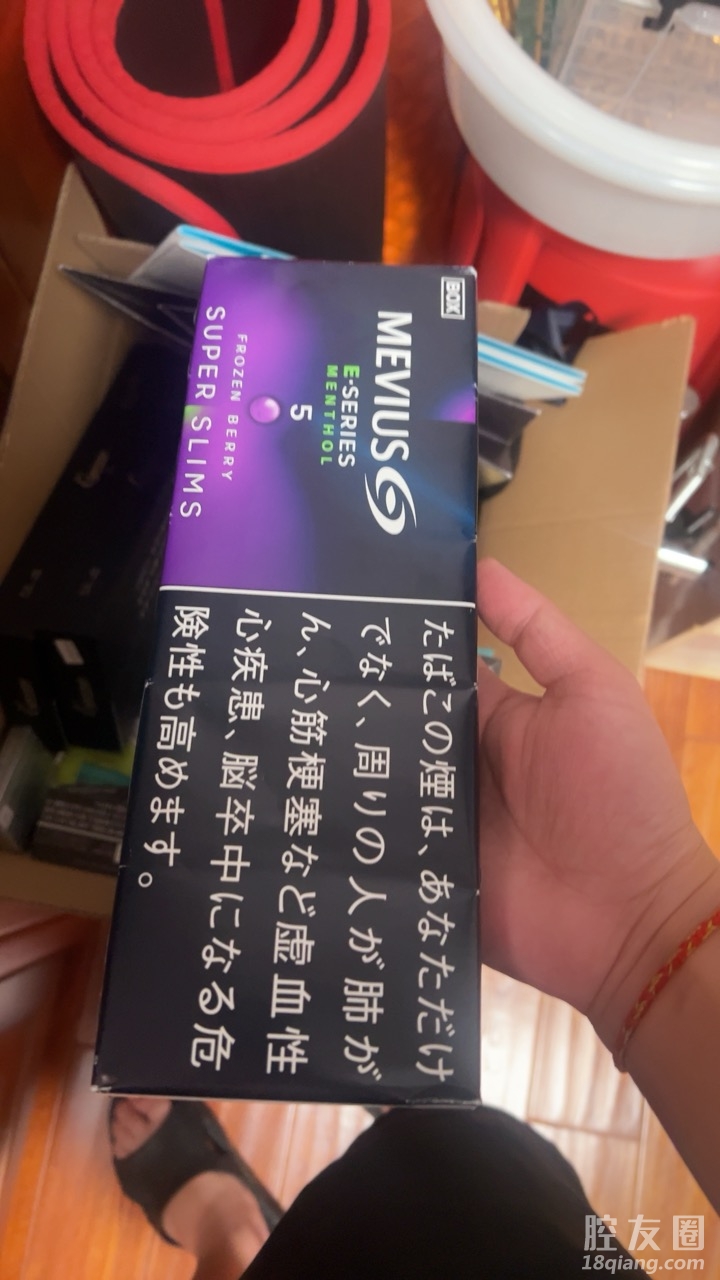 BOX
MEVIUS
E-SERIES
MENTHOL
5
FROZEN BERRY
SUPER SLIMS
たばこの煙は、あなただけ
でなく、周りの人が肺が
ん、心筋梗塞など虚血性
心疾患、脳卒中になる危
険性も高めます。
腔友圈
18qiang.com